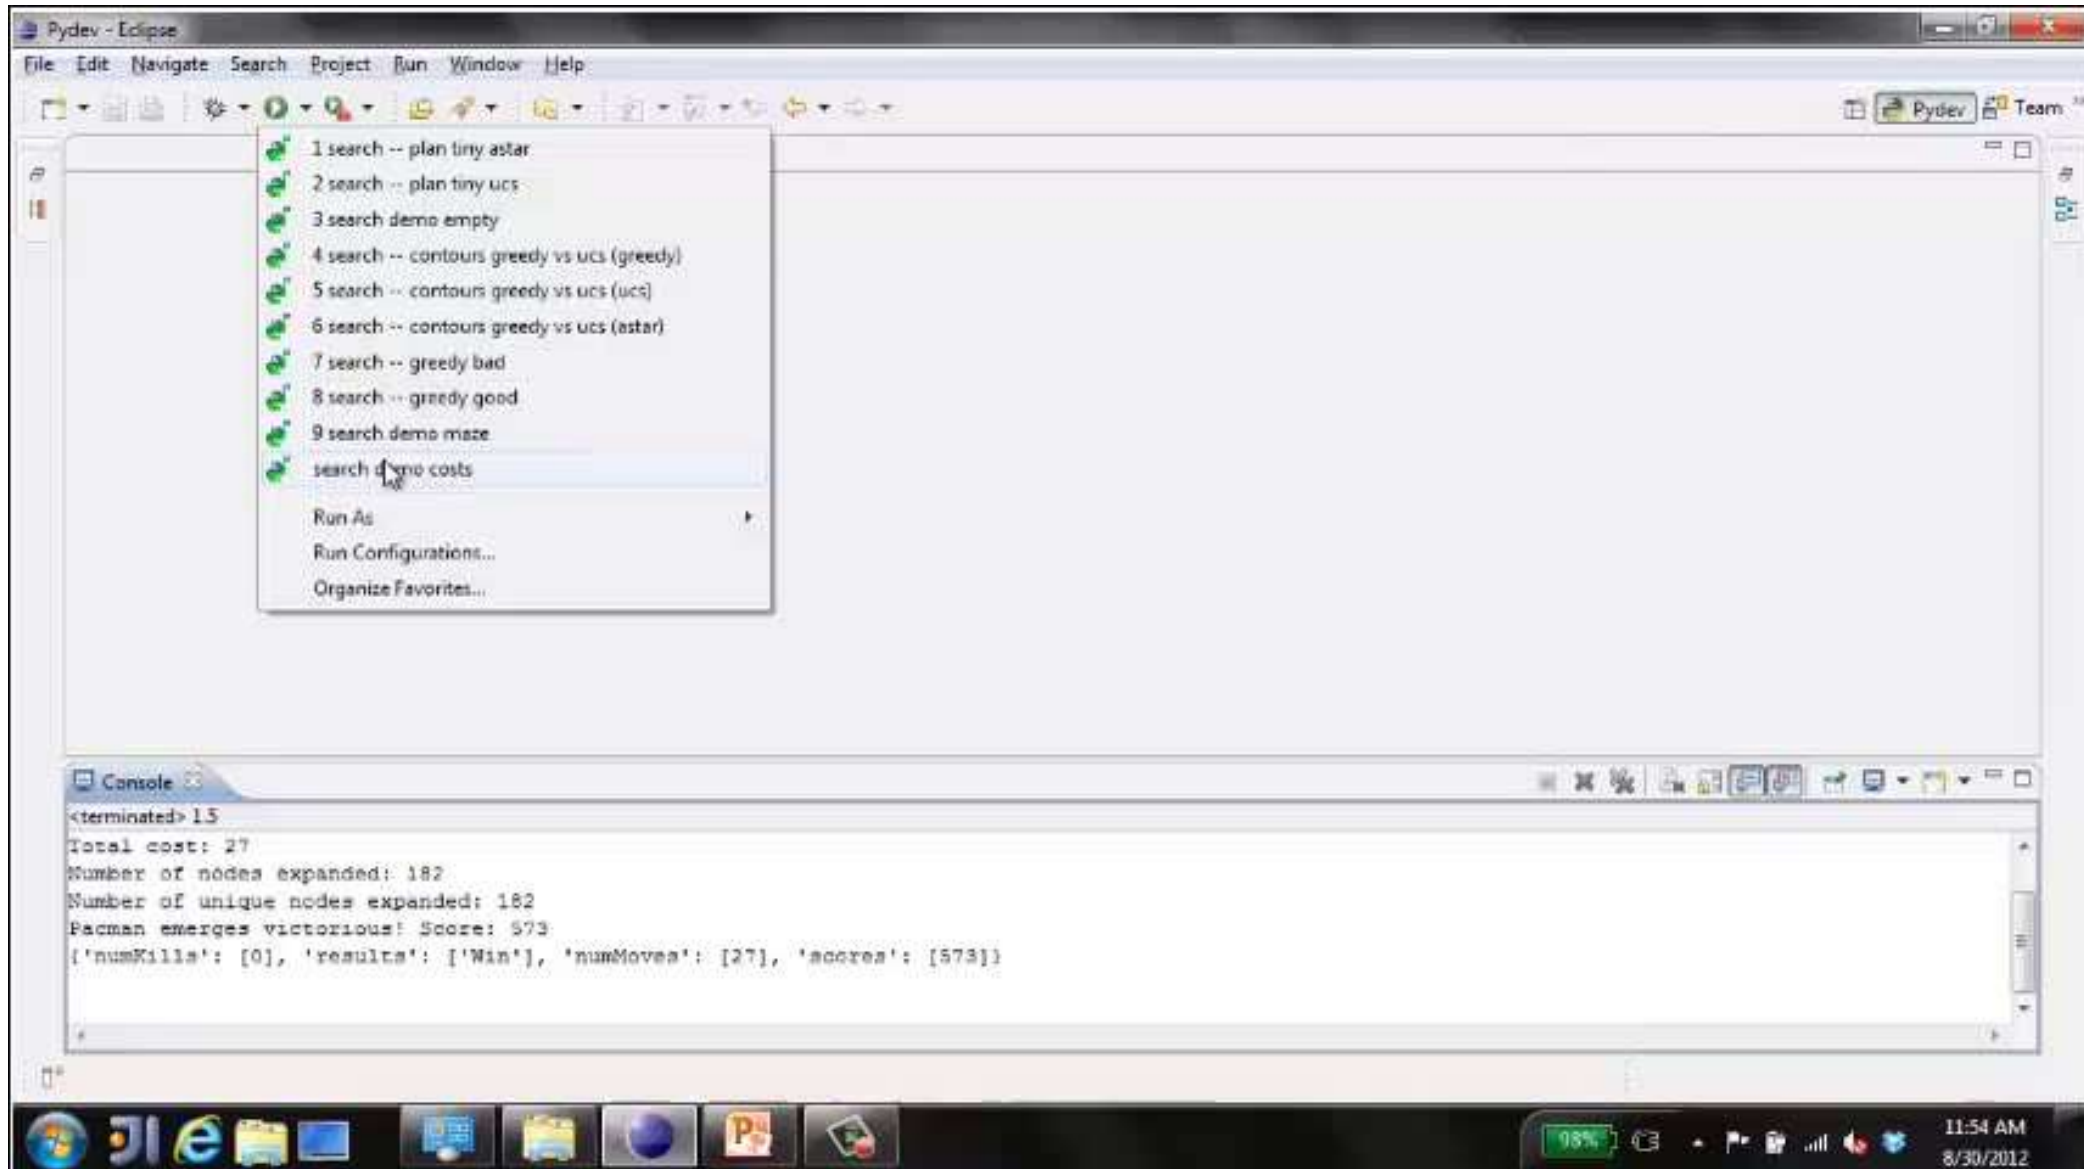 Pydev - Eclipse
File Edit Navigate Search Project Run Window Help
Pydev Team
1 search -- plan tiny astar
2 search -- plan tiny ucs
3 search demo empty
4 search -- contours greedy vs ucs (greedy)
5 search -- contours greedy vs ucs (ucs)
6 search -- contours greedy vs ucs (astar)
7 search -- greedy bad
8 search -- greedy good
9 search demo maze
search demo costs
Run As
Run Configurations...
Organize Favorites...
Console
<terminated> 1.5
Total cost: 27
Number of nodes expanded: 182
Number of unique nodes expanded: 182
Pacman emerges victorious! Score: 573
{'numKills': [0], 'results': ['Win'], 'numMoves': [27], 'scores': [573]}
98%
11:54 AM
8/30/2012